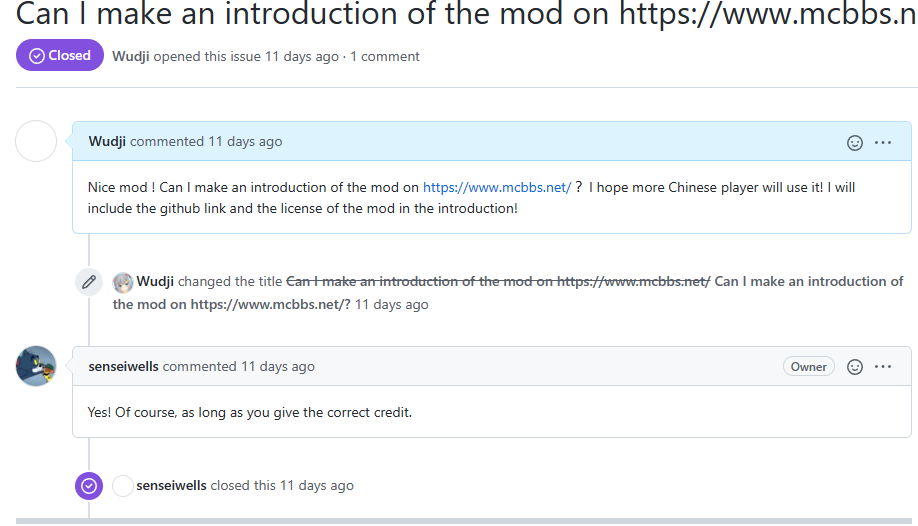 Can I make an introduction of the mod on https://www.mcbbs.n
Closed Wudji opened this issue 11 days ago · 1 comment
Wudji commented 11 days ago
Nice mod ! Can I make an introduction of the mod on https://www.mcbbs.net/ ？ I hope more Chinese player will use it! I will
include the github link and the license of the mod in the introduction!
Wudji changed the title Can I make an introduction of the mod on https://www.mcbbs.net/ Can I make an introduction of
the mod on https://www.mcbbs.net/? 11 days ago
senseiwells commented 11 days ago Owner
Yes! Of course, as long as you give the correct credit.
senseiwells closed this 11 days ago